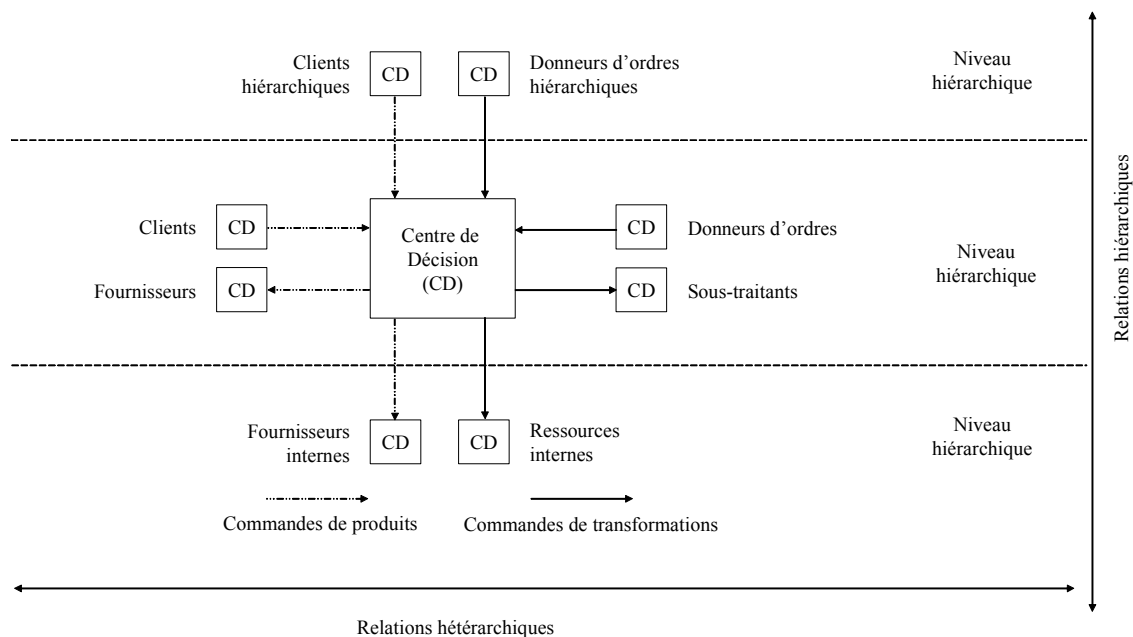 Clients
hiérarchiques
CD
CD
Donneurs d'ordres
hiérarchiques
Niveau
hiérarchique
Clients
CD
Centre de
Décision
(CD)
CD
Donneurs d'ordres
Fournisseurs
CD
CD
Sous-traitants
Niveau
hiérarchique
Relations hiérarchiques
Fournisseurs
internes
CD
CD
Ressources
internes
Niveau
hiérarchique
Commandes de produits
Commandes de transformations
Relations hétérarchiques